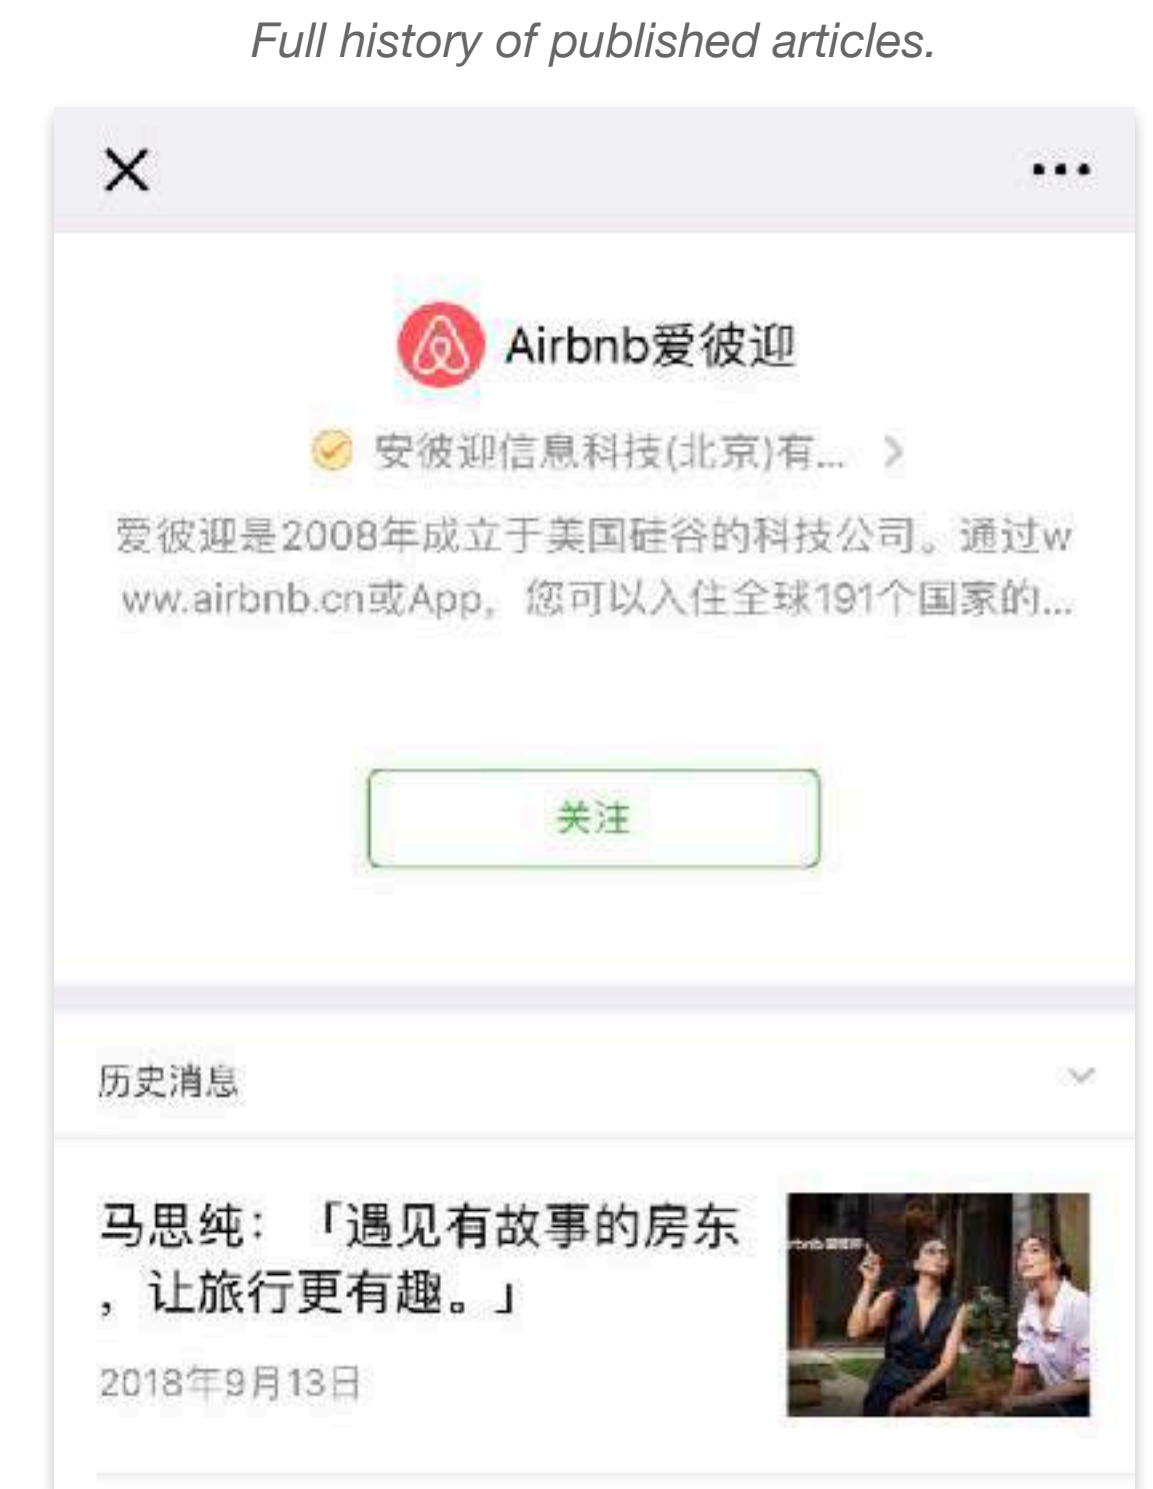 Full history of published articles.
Airbnb爱彼迎
安彼迎信息科技(北京)有...
爱彼迎是2008年成立于美国硅谷的科技公司。通过w
ww.airbnb.cn或App，您可以入住全球191个国家的...
关注
历史消息
马思纯：「遇见有故事的房东
，让旅行更有趣。」
2018年9月13日